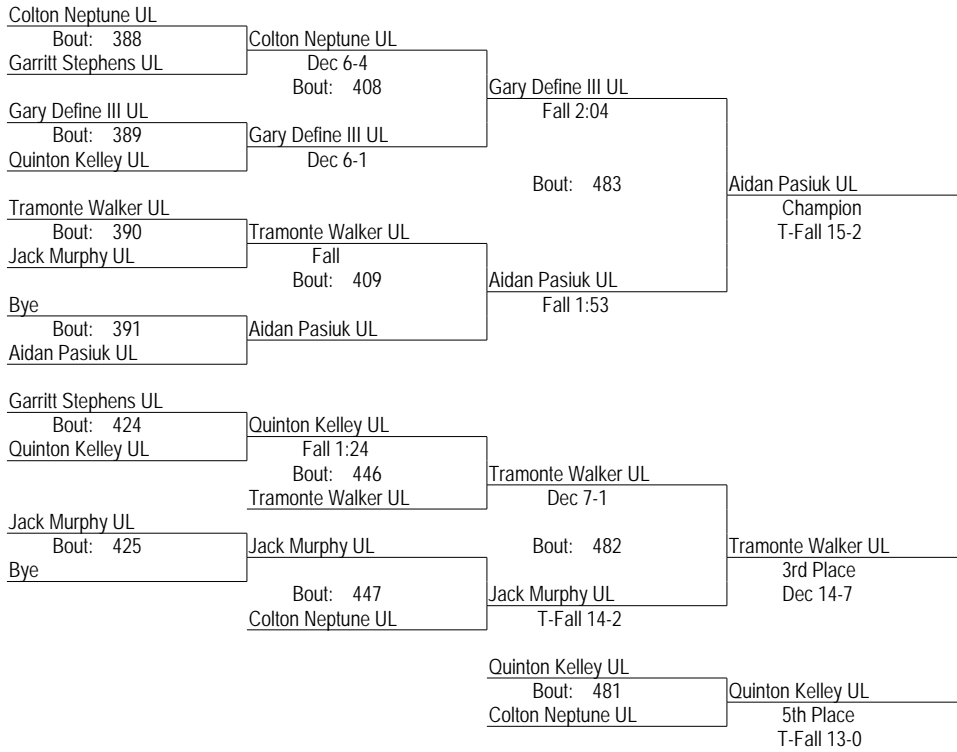 Colton Neptune UL
Bout: 388
Garritt Stephens UL
Colton Neptune UL
Dec 6-4
Bout: 408
Gary Define III UL
Bout: 389
Quinton Kelley UL
Gary Define III UL
Dec 6-1
Gary Define III UL
Fall 2:04
Bout: 483
Tramonte Walker UL
Bout: 390
Jack Murphy UL
Tramonte Walker UL
Fall
Bout: 409
Bye
Bout: 391
Aidan Pasiuk UL
Aidan Pasiuk UL
Aidan Pasiuk UL
Fall 1:53
Aidan Pasiuk UL
Champion
T-Fall 15-2
Garritt Stephens UL
Bout: 424
Quinton Kelley UL
Quinton Kelley UL
Fall 1:24
Bout: 446
Tramonte Walker UL
Tramonte Walker UL
Dec 7-1
Jack Murphy UL
Bout: 425
Bye
Jack Murphy UL
Bout: 447
Colton Neptune UL
Bout: 482
Jack Murphy UL
T-Fall 14-2
Tramonte Walker UL
3rd Place
Dec 14-7
Quinton Kelley UL
Bout: 481
Colton Neptune UL
Quinton Kelley UL
5th Place
T-Fall 13-0